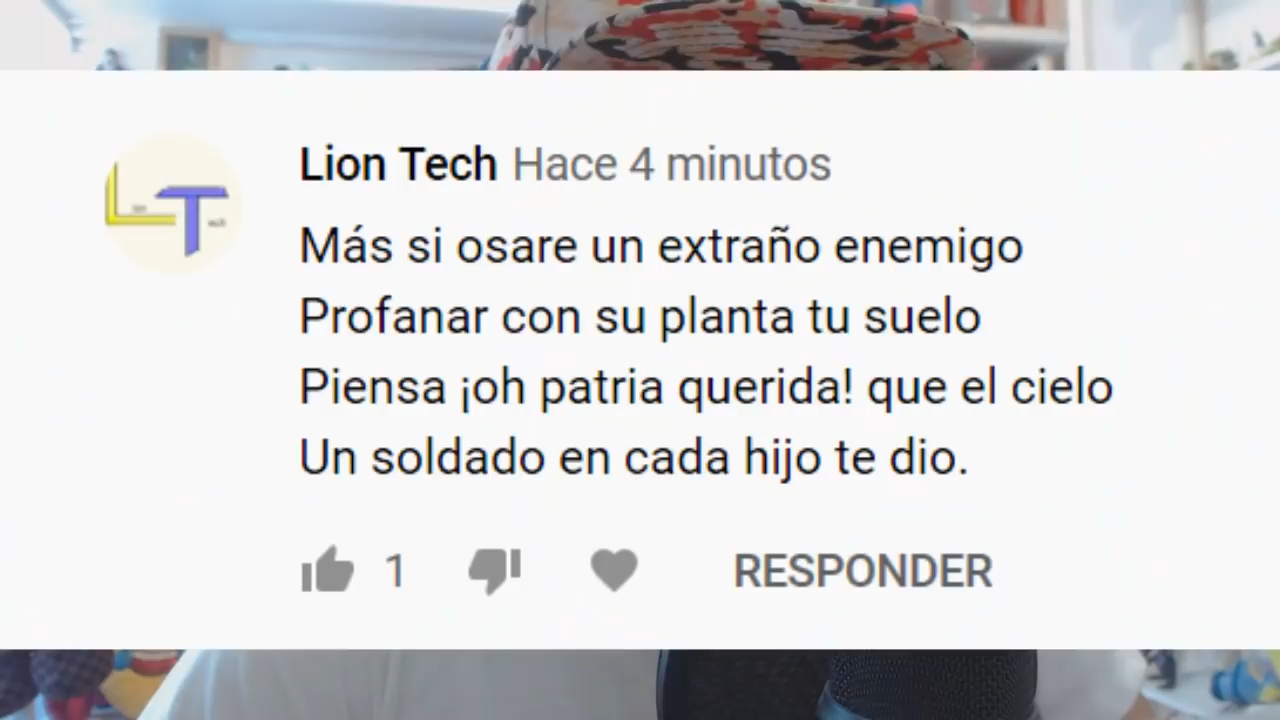 LT
Lion Tech Hace 4 minutos
Más si osare un extraño enemigo
Profanar con su planta tu suelo
Piensa ¡oh patria querida! que el cielo
Un soldado en cada hijo te dio.
1
RESPONDER